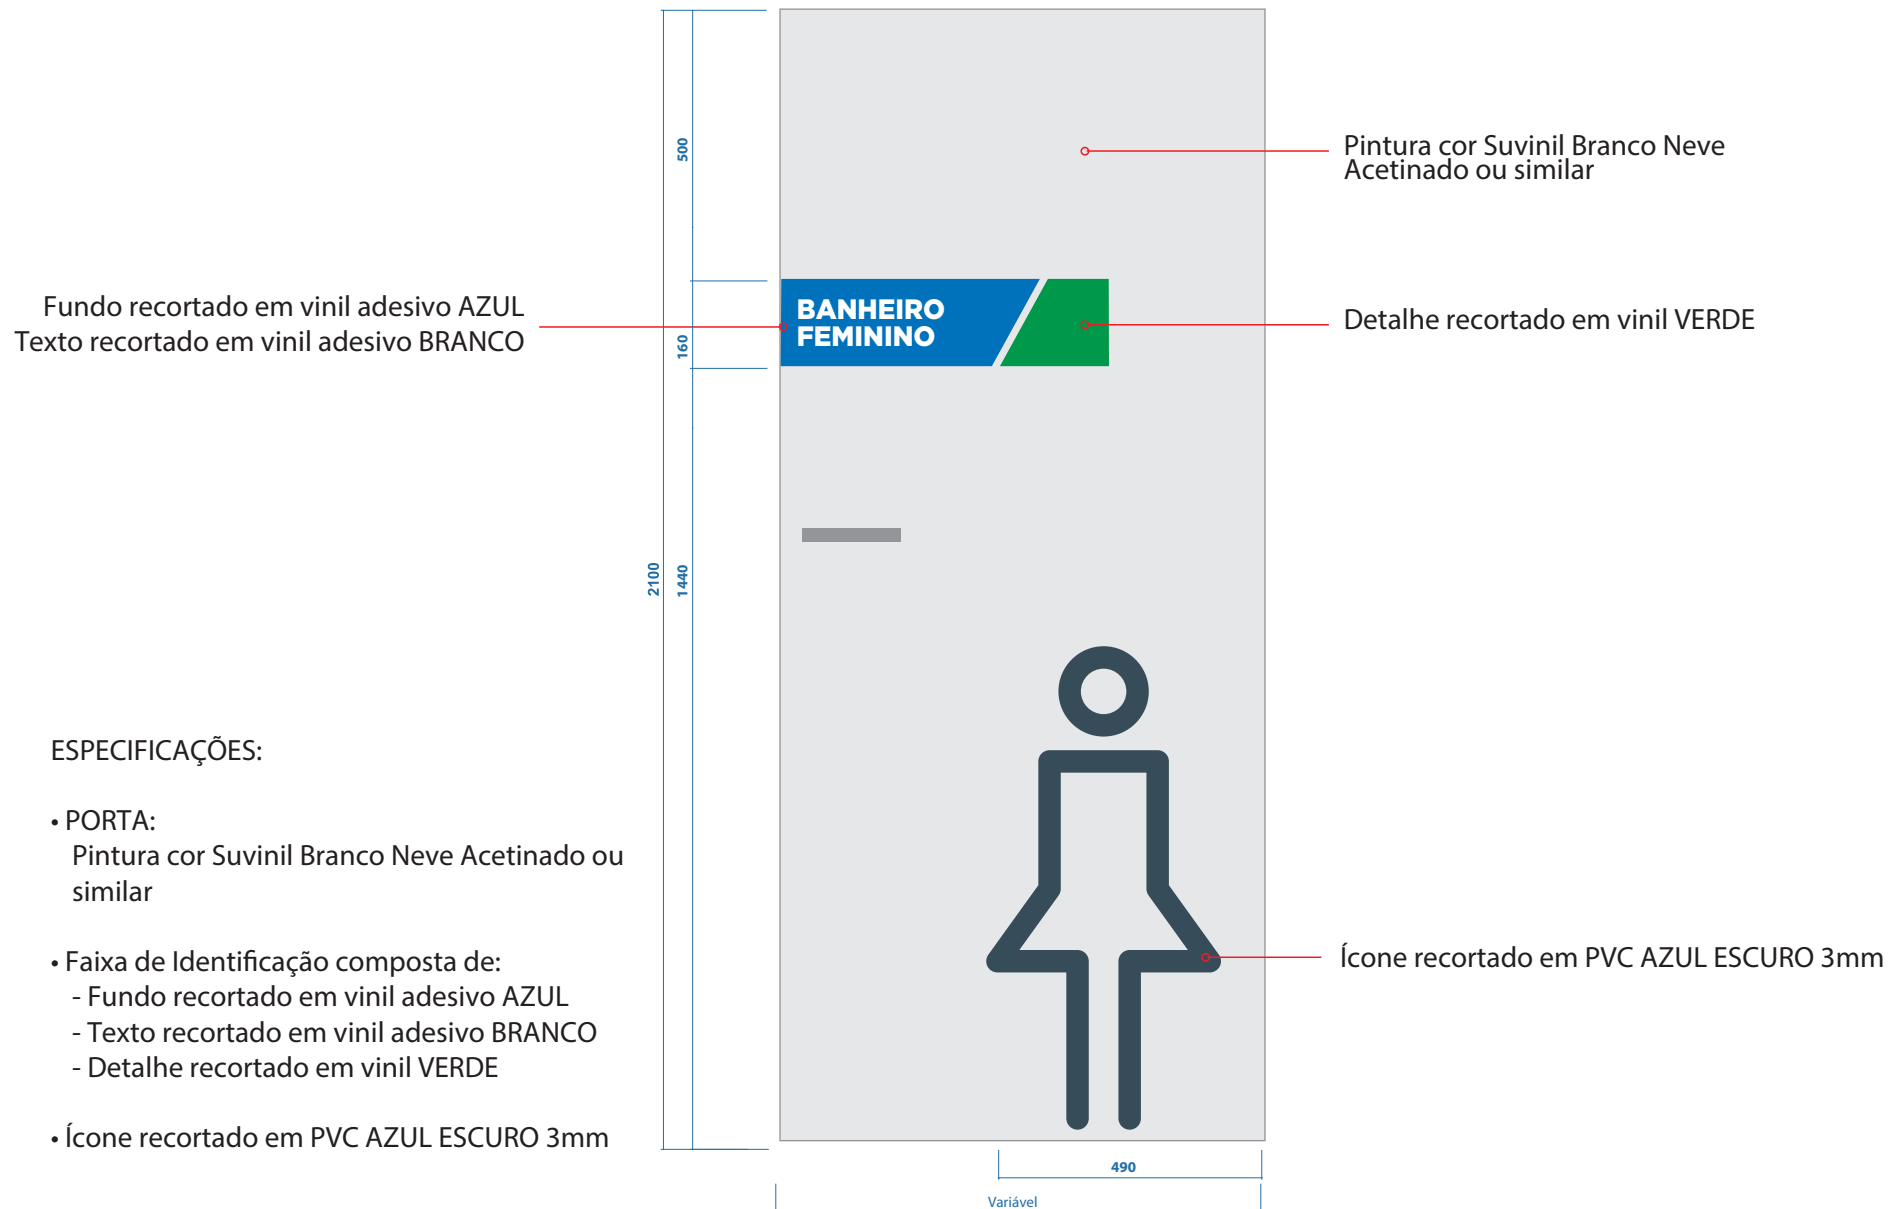 500
Pintura cor Suvinil Branco Neve
Acetinado ou similar
Fundo recortado em vinil adesivo AZUL
Texto recortado em vinil adesivo BRANCO
160
BANHEIRO
FEMININO
Detalhe recortado em vinil VERDE
2100
1440
ESPECIFICAÇÕES:
• PORTA:
Pintura cor Suvinil Branco Neve Acetinado ou
similar
• Faixa de Identificação composta de:
- Fundo recortado em vinil adesivo AZUL
- Texto recortado em vinil adesivo BRANCO
- Detalhe recortado em vinil VERDE
• Ícone recortado em PVC AZUL ESCURO 3mm
Ícone recortado em PVC AZUL ESCURO 3mm
490
Variável